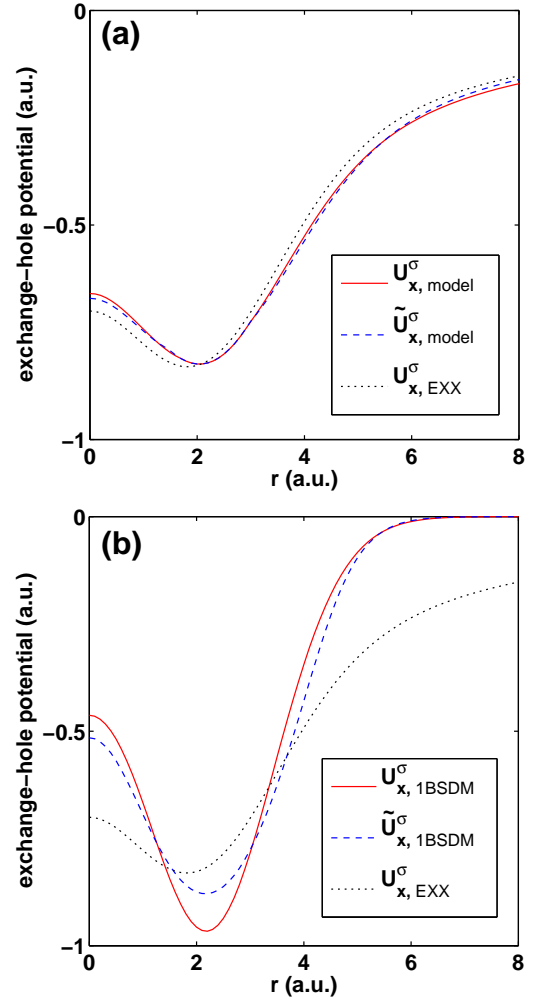 (a)
0
−0.5
−1
exchange−hole potential (a.u.)
U^σ_x, model
Ũ^σ_x, model
U^σ_x, EXX
0 2 4 6 8
r (a.u.)
(b)
0
−0.5
−1
exchange−hole potential (a.u.)
U^σ_x, 1BSDM
Ũ^σ_x, 1BSDM
U^σ_x, EXX
0 2 4 6 8
r (a.u.)